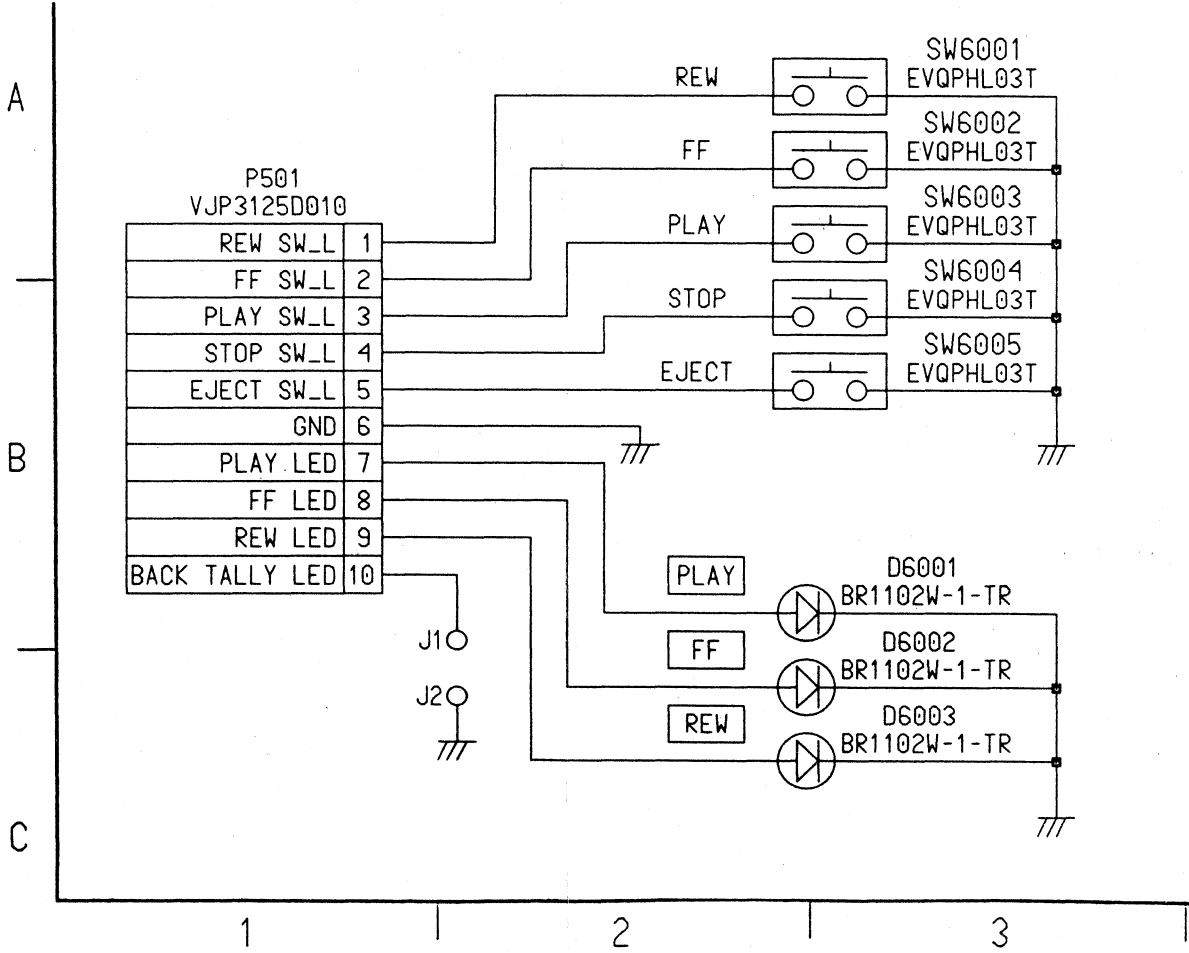 A
B
C
P501
VJP3125D010
REW SW_L 1
FF SW_L 2
PLAY SW_L 3
STOP SW_L 4
EJECT SW_L 5
GND 6
PLAY LED 7
FF LED 8
REW LED 9
BACK TALLY LED 10
J1
J2
REW
SW6001
EVQPHL03T
FF
SW6002
EVQPHL03T
PLAY
SW6003
EVQPHL03T
STOP
SW6004
EVQPHL03T
EJECT
SW6005
EVQPHL03T
PLAY
D6001
BR1102W-1-TR
FF
D6002
BR1102W-1-TR
REW
D6003
BR1102W-1-TR
1 2 3